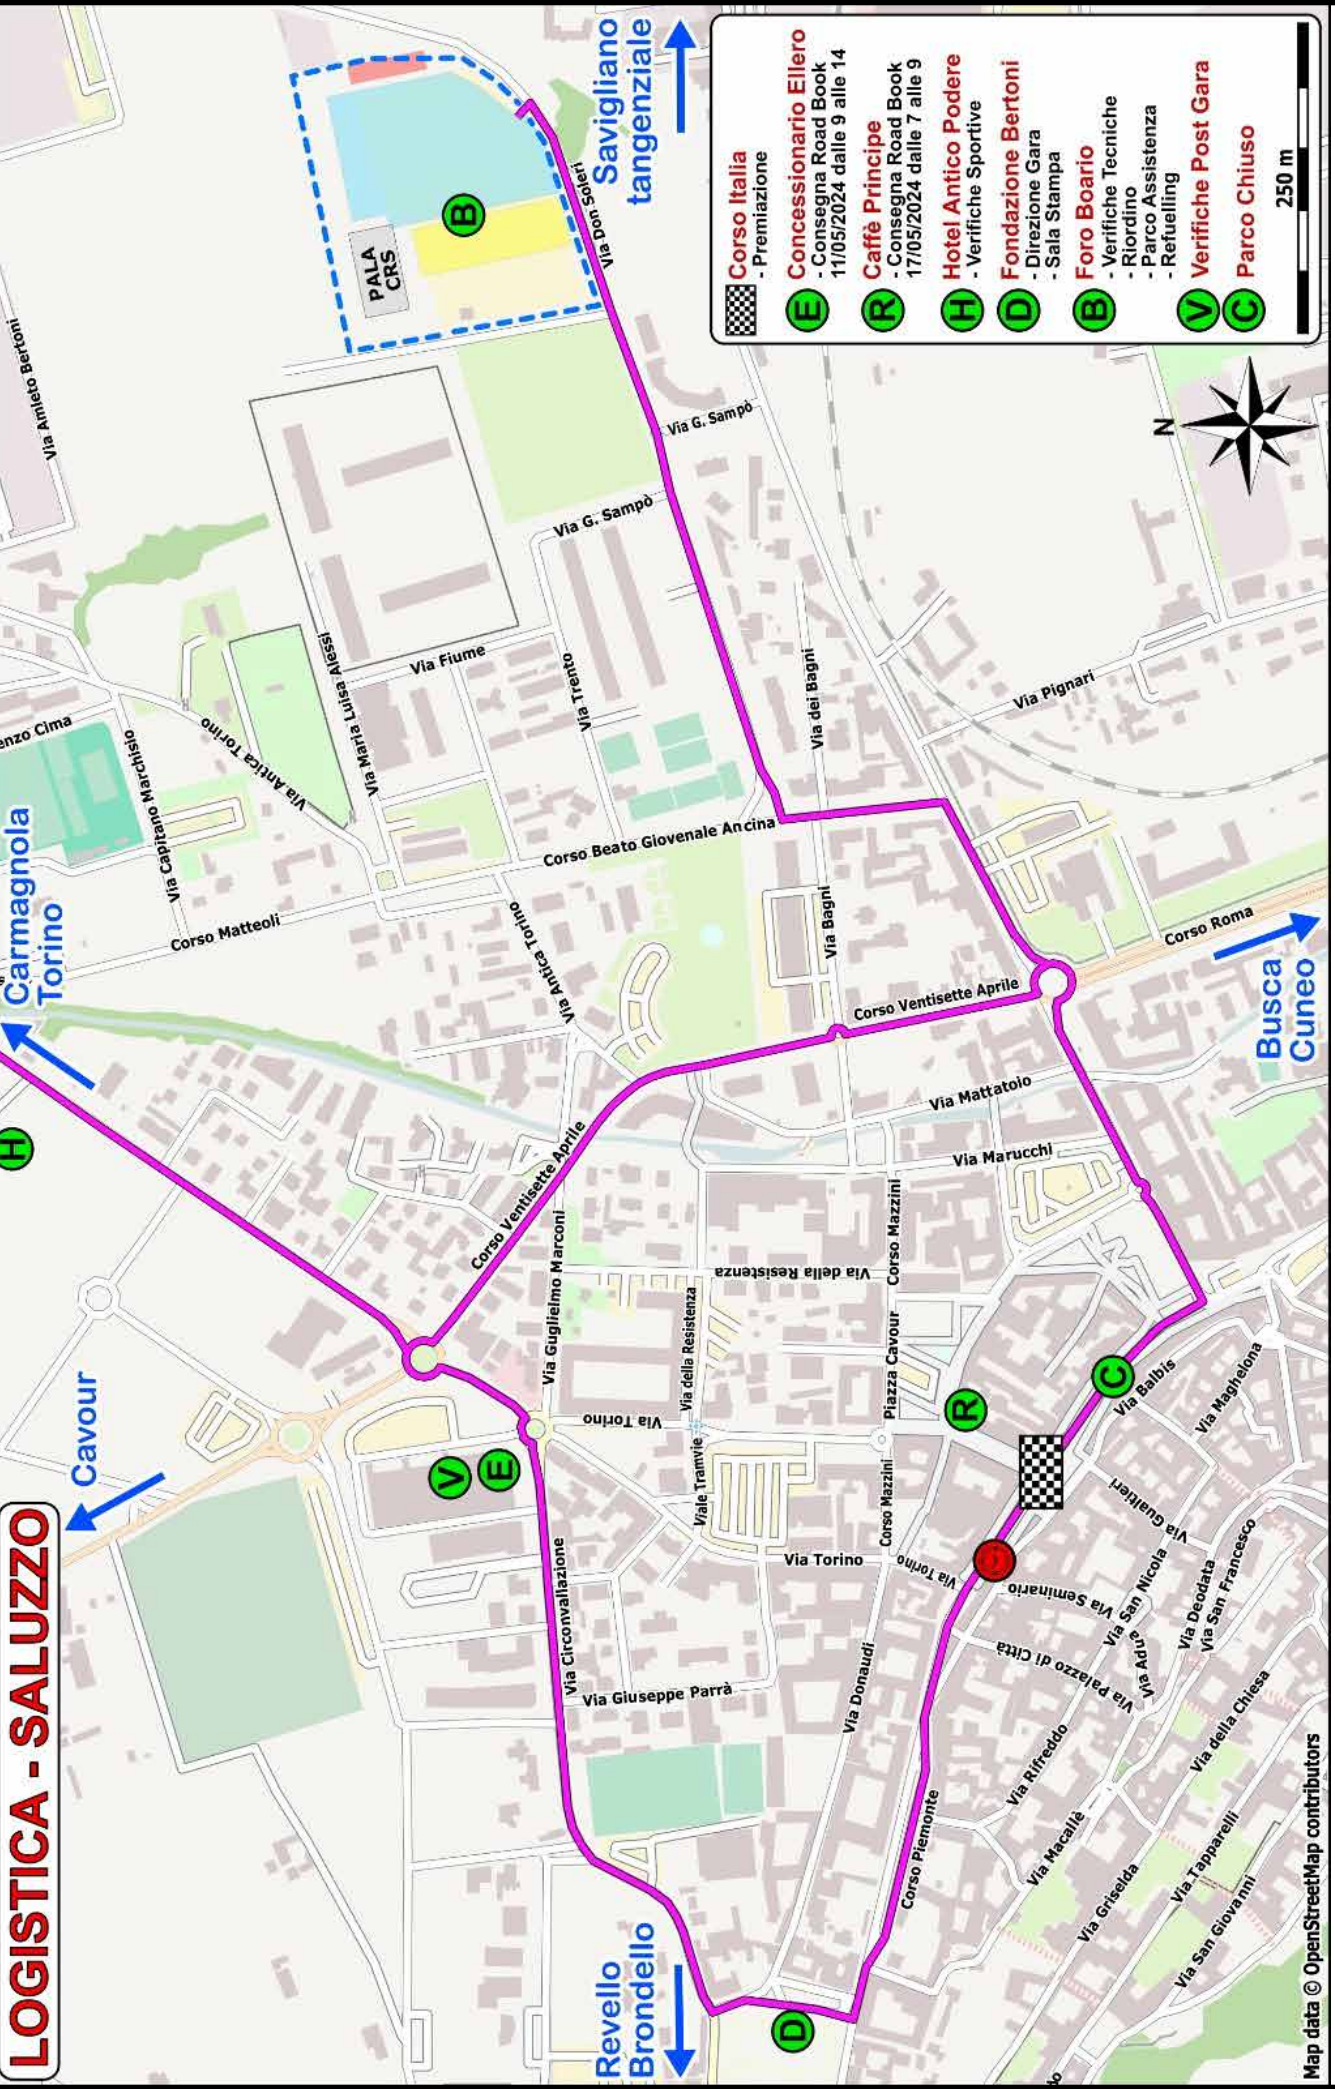 LOGISTICA - SALUZZO
Cavour
Carmagnola
Torino
Savigliano
tangenziale
Revello
Brondello
Busca
Cuneo
Corso Italia
- Premiazione
E
Concessionario Ellero
- Consegna Road Book
11/05/2024 dalle 9 alle 14
R
Caffè Principe
- Consegna Road Book
17/05/2024 dalle 7 alle 9
H
Hotel Antico Podere
- Verifiche Sportive
D
Fondazione Bertoni
- Direzione Gara
- Sala Stampa
B
Foro Boario
- Verifiche Tecniche
- Riordino
- Parco Assistenza
- Refuelling
V
Verifiche Post Gara
C
Parco Chiuso
250 m
N
PALA
CRS
B
H
V
E
R
C
D
Via Amleto Bertoni
Via Don Soleri
Via G. Sampò
Via G. Sampò
Via Fiume
Via Trento
Via Maria Luisa Alessi
Via Antica Torino
Via Capitano Marchisio
enzo Cima
Corso Matteoli
Corso Beato Giovenale Ancina
Via dei Bagni
Via Pignari
Via Bagni
Via Antica Torino
Corso Ventisette Aprile
Corso Roma
Via Mattatoio
Via Marucchi
Corso Ventisette Aprile
Via Guglielmo Marconi
Via della Resistenza
Corso Mazzini
Via della Resistenza
Piazza Cavour
Via Torino
Viale Tramvie
Corso Mazzini
Via Torino
Via Torino
Via Circonvallazione
Via Giuseppe Parrà
Via Donaudi
Corso Piemonte
Via Balbis
Via Maghelona
Via Gualtieri
Via Seminario
Via San Nicola
Via Deodata
Via San Francesco
Via Palazzo di Città
Via Adua
Via Rifreddo
Via della Chiesa
Via Macallè
Via Griselda
Via Tapparelli
Via San Giovanni
Map data © OpenStreetMap contributors